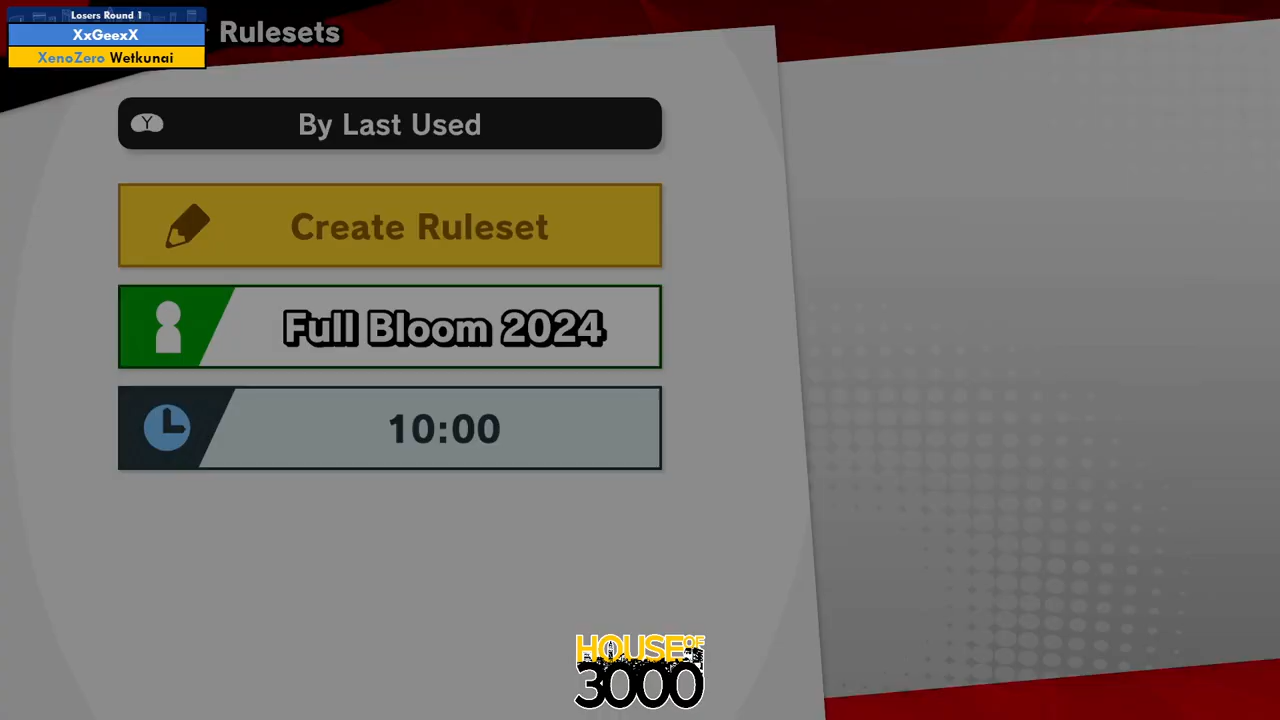 Losers Round 1
XxGeexX
XenoZero Wetkunai
Rulesets
Y
By Last Used
Create Ruleset
Full Bloom 2024
10:00
HOUSE OF
3000